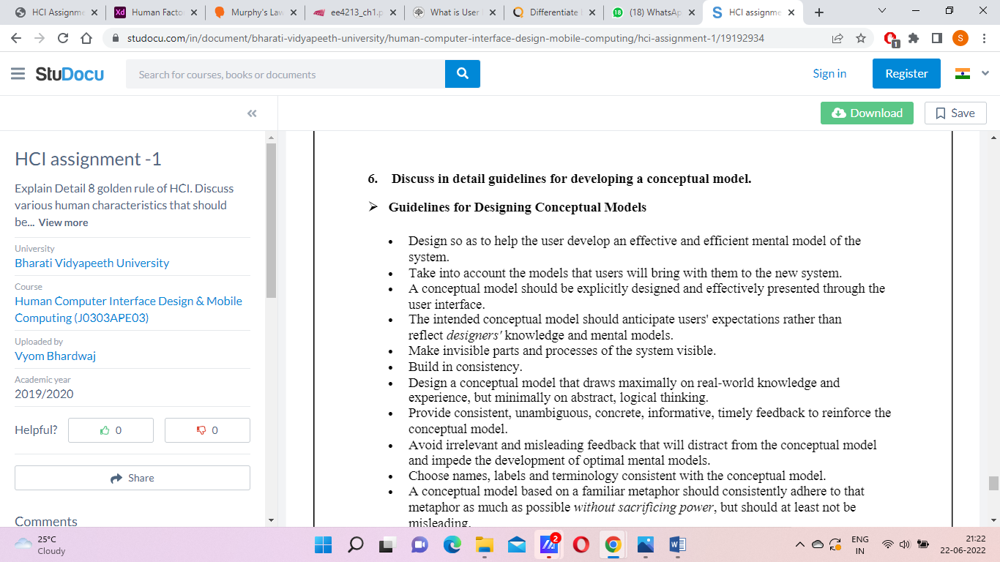 HCI Assignme
Human Facto
Murphy's Law
ee4213_ch1.p
What is User
Differentiate
(18) WhatsAp
HCI assignme
studocu.com/in/document/bharati-vidyapeeth-university/human-computer-interface-design-mobile-computing/hci-assignment-1/19192934
StuDocu
Search for courses, books or documents
Sign in
Register
Download
Save
HCI assignment -1
Explain Detail 8 golden rule of HCI. Discuss
various human characteristics that should
be... View more
University
Bharati Vidyapeeth University
Course
Human Computer Interface Design & Mobile
Computing (J0303APE03)
Uploaded by
Vyom Bhardwaj
Academic year
2019/2020
Helpful?
0
0
Share
Comments
6. Discuss in detail guidelines for developing a conceptual model.
➢ Guidelines for Designing Conceptual Models
• Design so as to help the user develop an effective and efficient mental model of the
system.
• Take into account the models that users will bring with them to the new system.
• A conceptual model should be explicitly designed and effectively presented through the
user interface.
• The intended conceptual model should anticipate users' expectations rather than
reflect designers' knowledge and mental models.
• Make invisible parts and processes of the system visible.
• Build in consistency.
• Design a conceptual model that draws maximally on real-world knowledge and
experience, but minimally on abstract, logical thinking.
• Provide consistent, unambiguous, concrete, informative, timely feedback to reinforce the
conceptual model.
• Avoid irrelevant and misleading feedback that will distract from the conceptual model
and impede the development of optimal mental models.
• Choose names, labels and terminology consistent with the conceptual model.
• A conceptual model based on a familiar metaphor should consistently adhere to that
metaphor as much as possible without sacrificing power, but should at least not be
misleading.
25°C
Cloudy
2
ENG
IN
21:22
22-06-2022